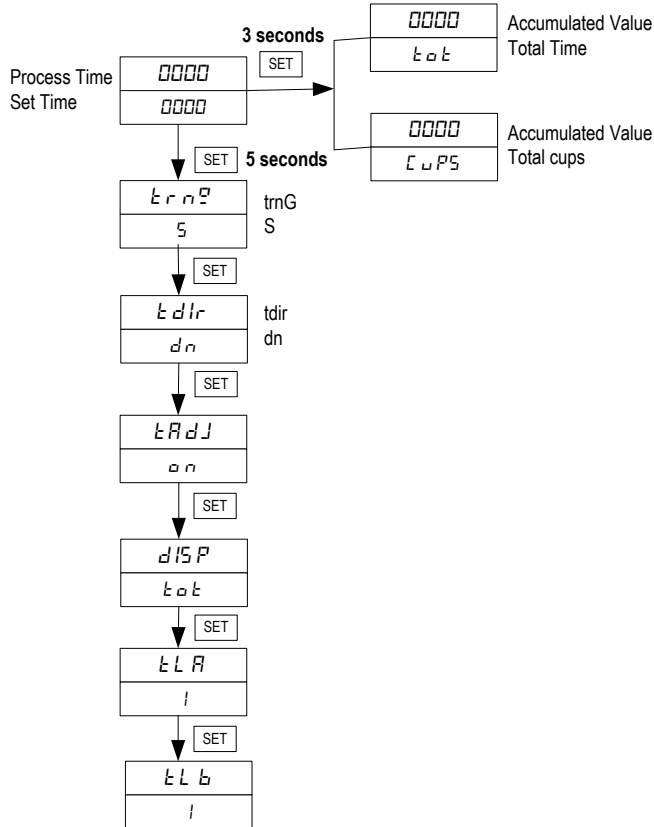 3 seconds
SET
Process Time
Set Time
0000
0000
0000
tot
Accumulated Value
Total Time
0000
CuPS
Accumulated Value
Total cups
SET
5 seconds
trnG
S
trnG
S
SET
tdIr
dn
tdir
dn
SET
tAdJ
on
SET
dISP
tot
SET
tLA
1
SET
tLb
1